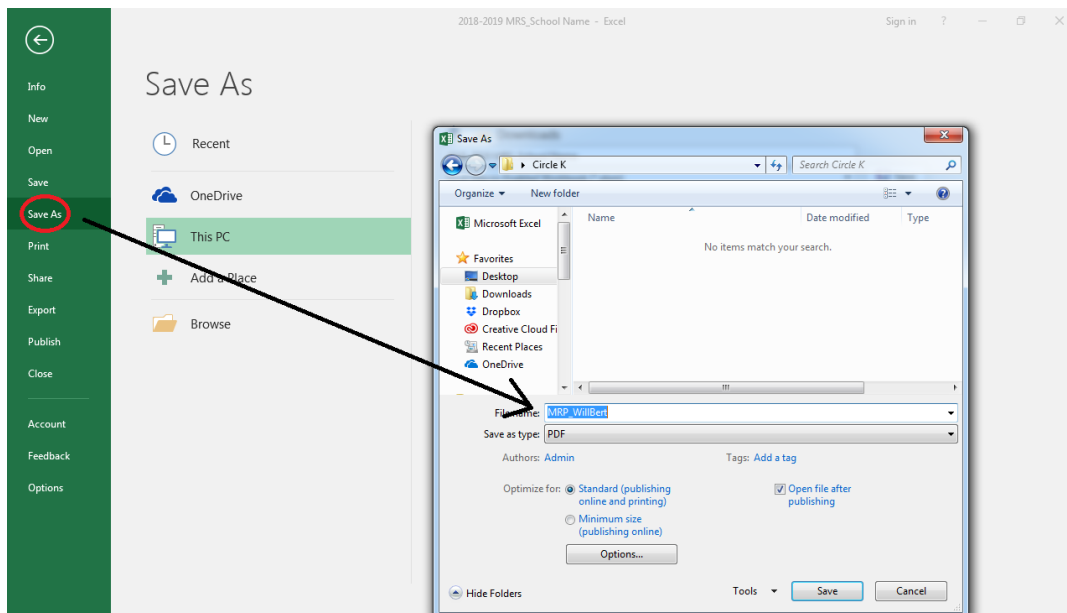 2018-2019 MRS_School Name - Excel
Sign in ?
Info
New
Open
Save
Save As
Print
Share
Export
Publish
Close
Account
Feedback
Options
Save As
Recent
OneDrive
This PC
Add a Place
Browse
Save As
Circle K
Search Circle K
Organize
New folder
Microsoft Excel
Favorites
Desktop
Downloads
Dropbox
Creative Cloud Fi
Recent Places
OneDrive
Name
Date modified
Type
No items match your search.
File name: MRP_WillBert
Save as type: PDF
Authors: Admin
Tags: Add a tag
Optimize for: Standard (publishing
online and printing)
Minimum size
(publishing online)
Open file after
publishing
Options...
Hide Folders
Tools
Save
Cancel